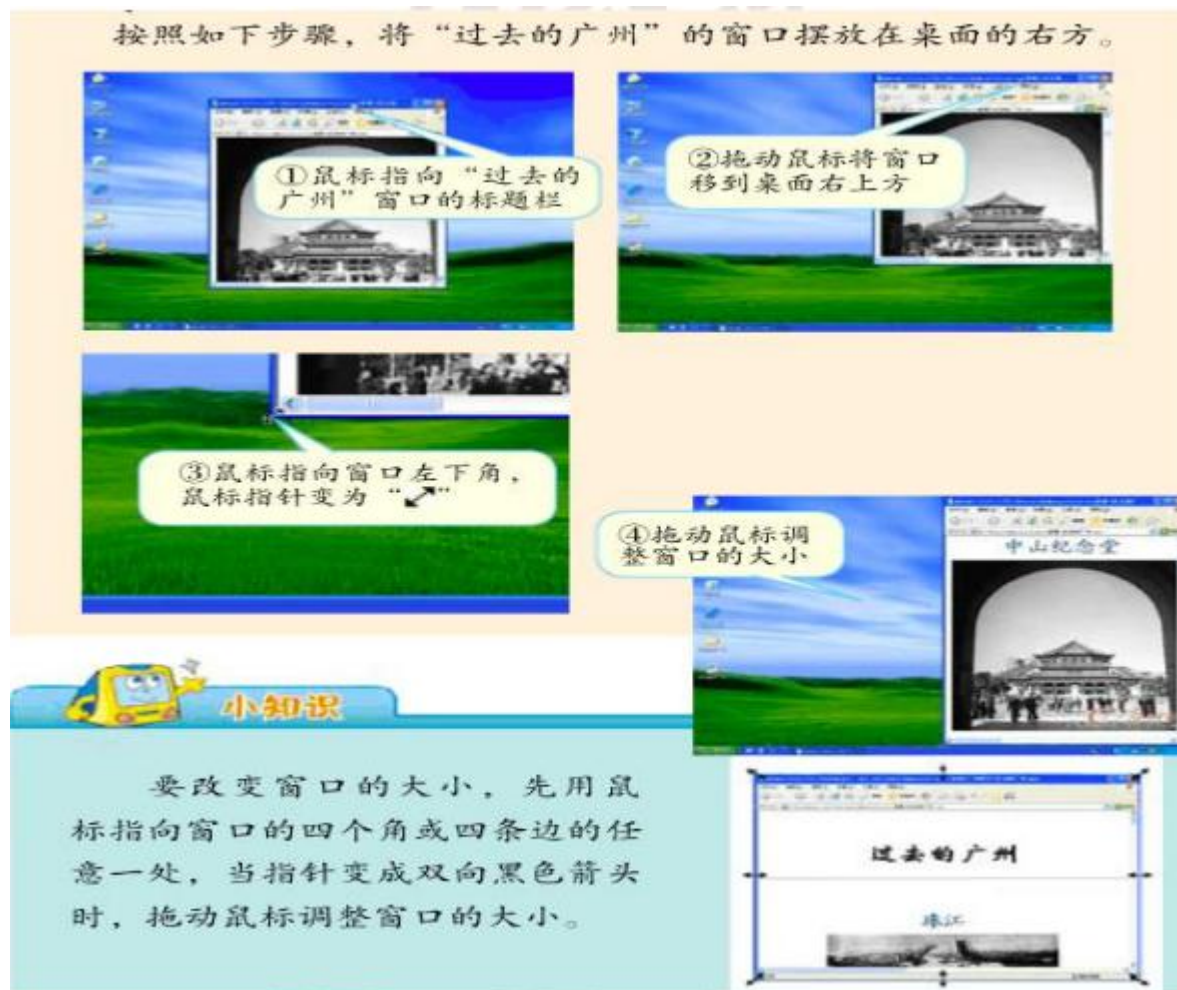 按照如下步骤，将“过去的广州”的窗口摆放在桌面的右方。
①鼠标指向“过去的
广州”窗口的标题栏
②拖动鼠标将窗口
移到桌面右上方
③鼠标指向窗口左下角，
鼠标指针变为“⤢”
④拖动鼠标调
整窗口的大小
中山纪念堂
小知识
要改变窗口的大小，先用鼠
标指向窗口的四个角或四条边的任
意一处，当指针变成双向黑色箭头
时，拖动鼠标调整窗口的大小。
过去的广州
珠江